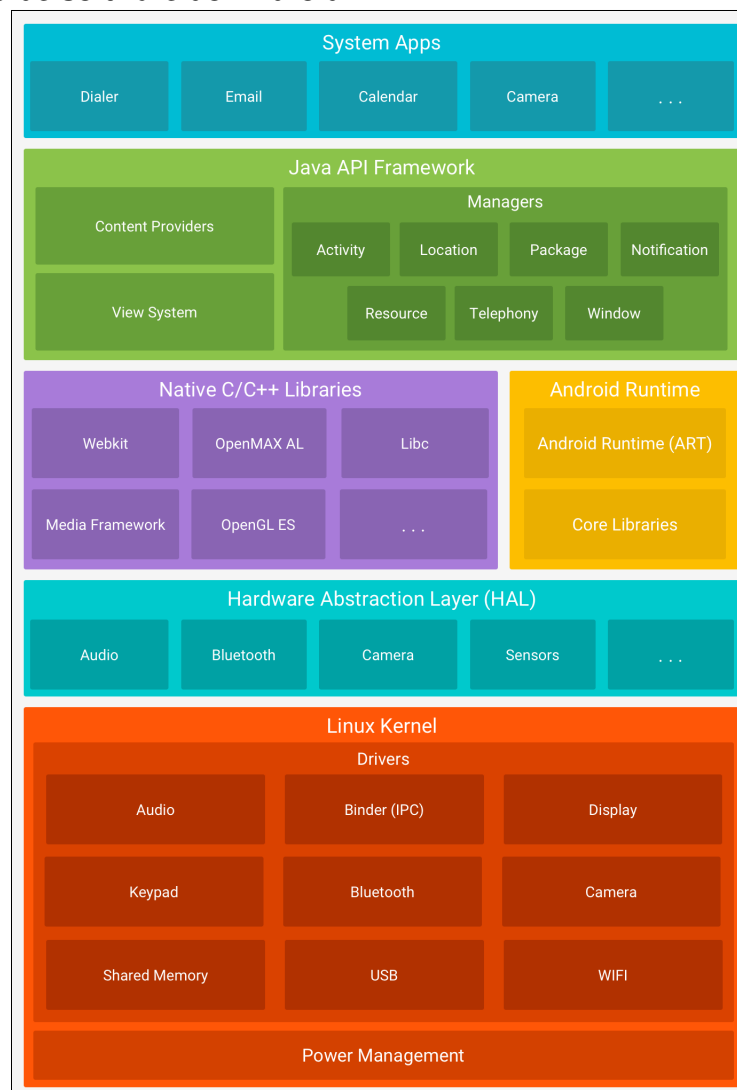 System Apps
Dialer
Email
Calendar
Camera
. . .
Java API Framework
Content Providers
View System
Managers
Activity
Location
Package
Notification
Resource
Telephony
Window
Native C/C++ Libraries
Webkit
OpenMAX AL
Libc
Media Framework
OpenGL ES
. . .
Android Runtime
Android Runtime (ART)
Core Libraries
Hardware Abstraction Layer (HAL)
Audio
Bluetooth
Camera
Sensors
. . .
Linux Kernel
Drivers
Audio
Binder (IPC)
Display
Keypad
Bluetooth
Camera
Shared Memory
USB
WIFI
Power Management